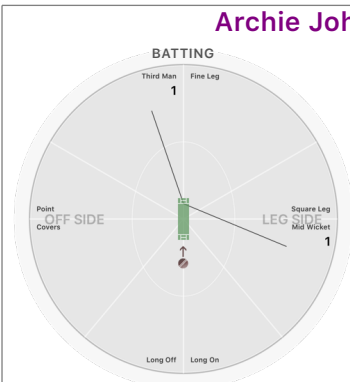 Archie Joh
BATTING
Third Man Fine Leg
1
Point Square Leg
OFF SIDE LEG SIDE
Covers Mid Wicket
1
Long Off Long On